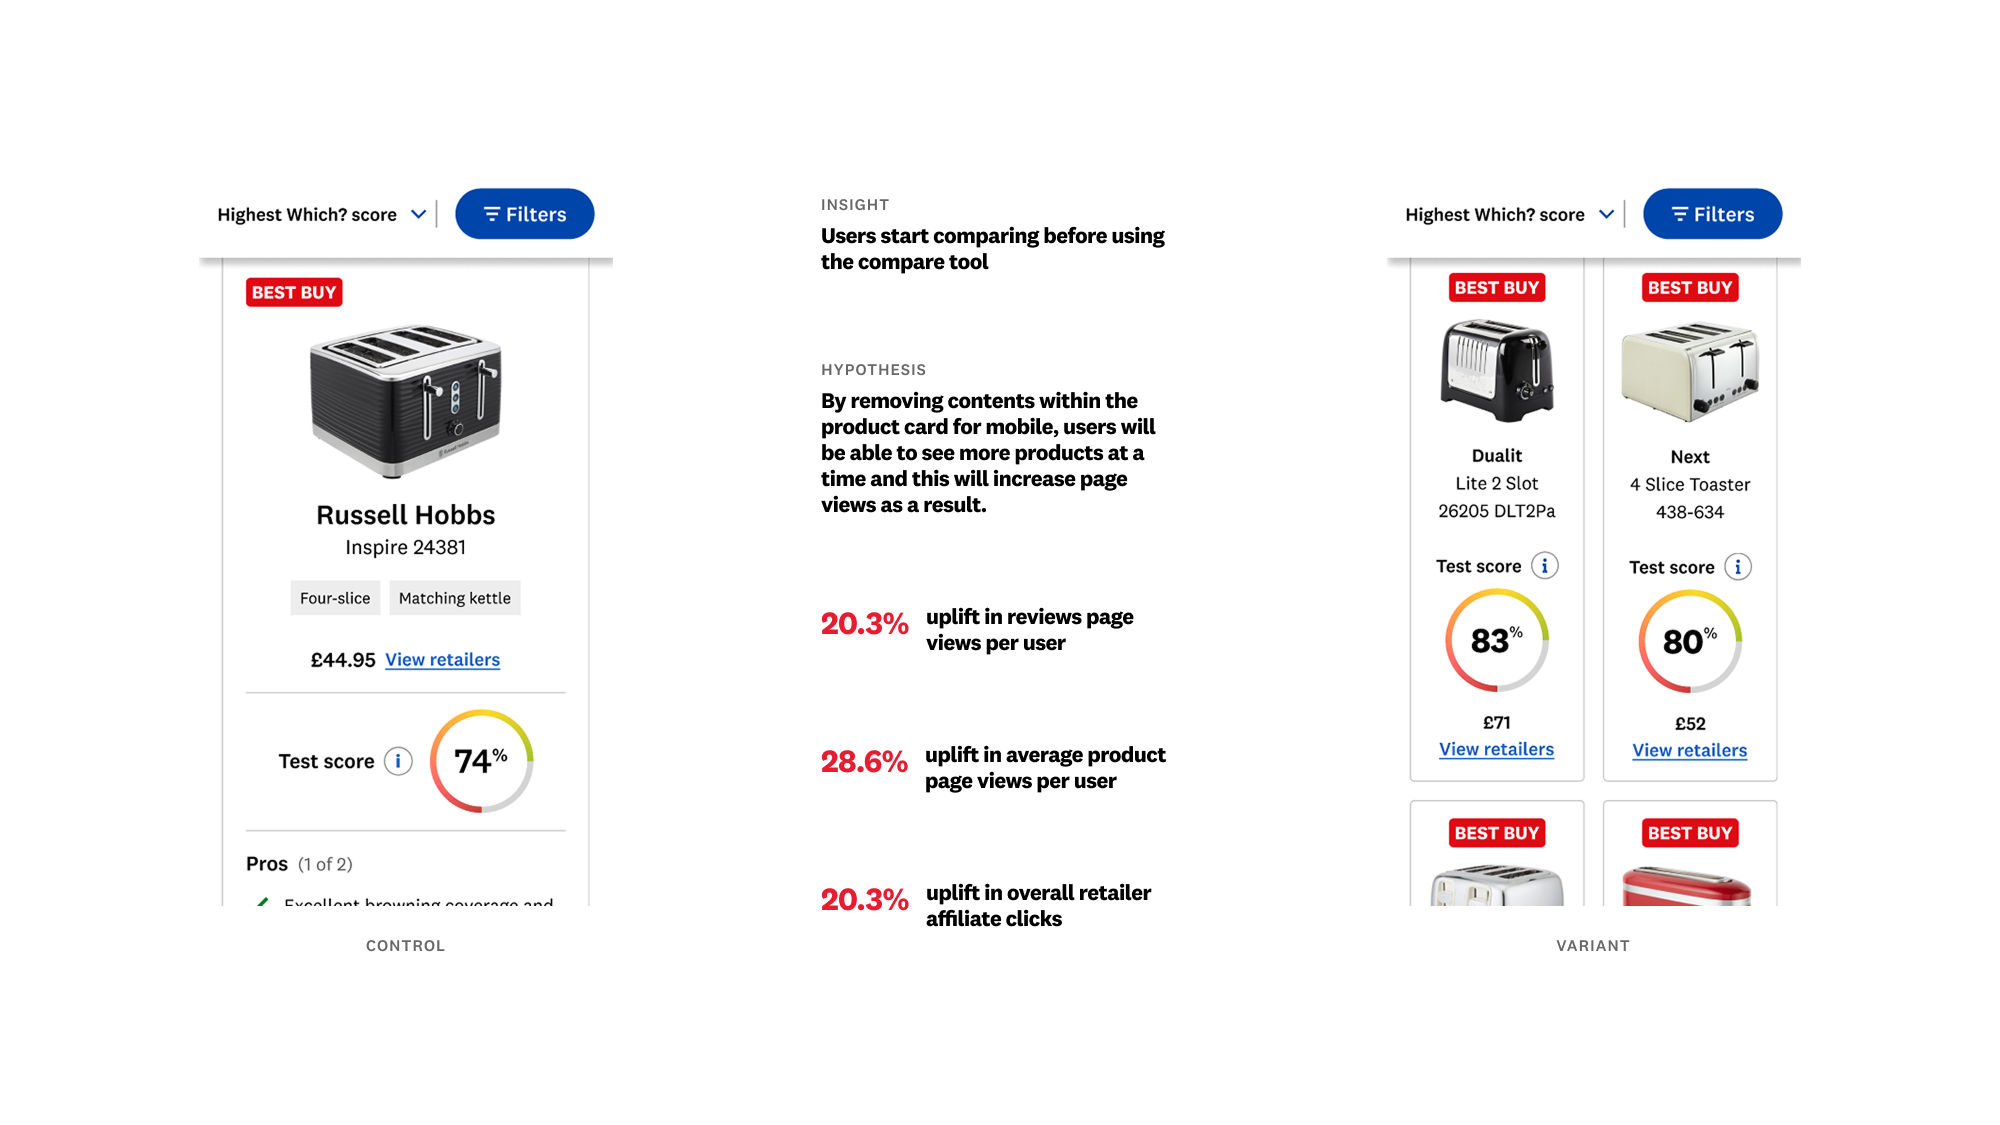 Highest Which? score
Filters
BEST BUY
Russell Hobbs
Inspire 24381
Four-slice
Matching kettle
£44.95 View retailers
Test score i
74%
Pros (1 of 2)
Excellent browning coverage and
CONTROL
INSIGHT
Users start comparing before using
the compare tool
HYPOTHESIS
By removing contents within the
product card for mobile, users will
be able to see more products at a
time and this will increase page
views as a result.
20.3% uplift in reviews page
views per user
28.6% uplift in average product
page views per user
20.3% uplift in overall retailer
affiliate clicks
Highest Which? score
Filters
BEST BUY
Dualit
Lite 2 Slot
26205 DLT2Pa
Test score i
83%
£71
View retailers
BEST BUY
Next
4 Slice Toaster
438-634
Test score i
80%
£52
View retailers
BEST BUY
BEST BUY
VARIANT